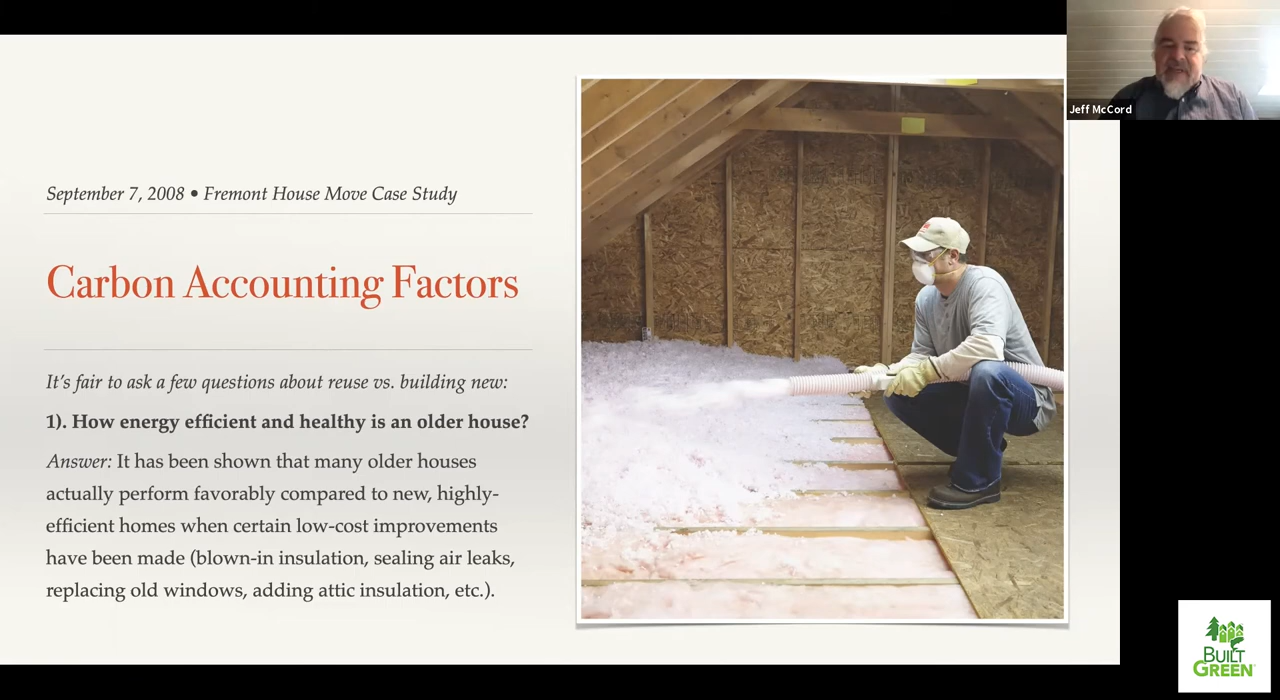 September 7, 2008 • Fremont House Move Case Study
Carbon Accounting Factors
It's fair to ask a few questions about reuse vs. building new:
1). How energy efficient and healthy is an older house?
Answer: It has been shown that many older houses
actually perform favorably compared to new, highly-
efficient homes when certain low-cost improvements
have been made (blown-in insulation, sealing air leaks,
replacing old windows, adding attic insulation, etc.).
Jeff McCord
BUILT
GREEN